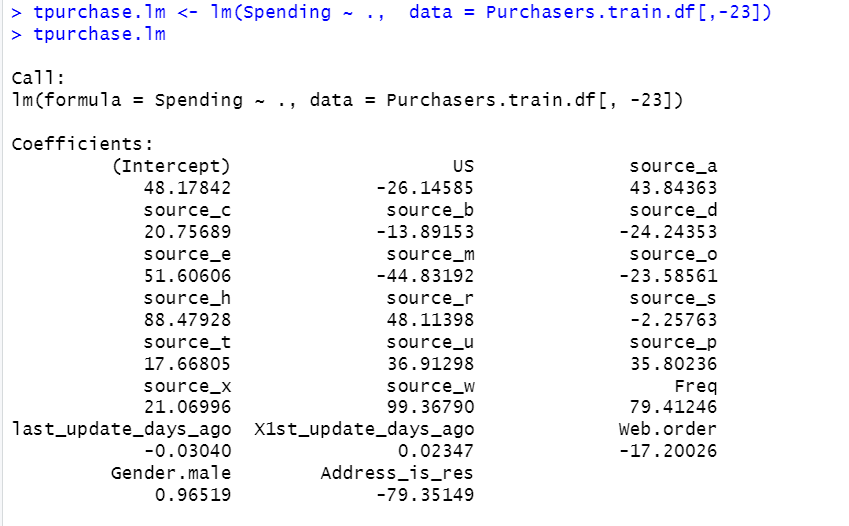 > tpurchase.lm <- lm(Spending ~ .,  data = Purchasers.train.df[,-23])
> tpurchase.lm
Call:
lm(formula = Spending ~ ., data = Purchasers.train.df[, -23])
Coefficients:
(Intercept) US source_a
48.17842 -26.14585 43.84363
source_c source_b source_d
20.75689 -13.89153 -24.24353
source_e source_m source_o
51.60606 -44.83192 -23.58561
source_h source_r source_s
88.47928 48.11398 -2.25763
source_t source_u source_p
17.66805 36.91298 35.80236
source_x source_w Freq
21.06996 99.36790 79.41246
last_update_days_ago X1st_update_days_ago Web.order
-0.03040 0.02347 -17.20026
Gender.male Address_is_res
0.96519 -79.35149